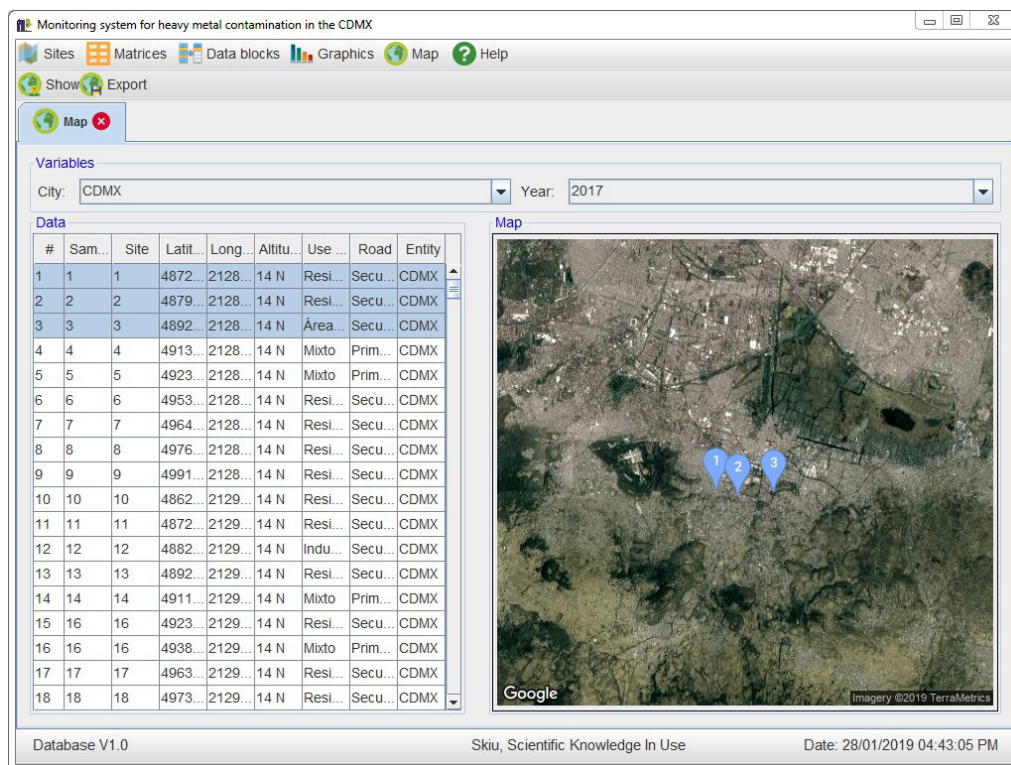 Monitoring system for heavy metal contamination in the CDMX
Sites Matrices Data blocks Graphics Map Help
Show Export
Map
Variables
City: CDMX Year: 2017
Data Map
# Sam... Site Latit... Long... Altitu... Use ... Road Entity
1 1 1 4872... 2128... 14 N Resi... Secu... CDMX
2 2 2 4879... 2128... 14 N Resi... Secu... CDMX
3 3 3 4892... 2128... 14 N Área... Secu... CDMX
4 4 4 4913... 2128... 14 N Mixto Prim... CDMX
5 5 5 4923... 2128... 14 N Mixto Prim... CDMX
6 6 6 4953... 2128... 14 N Resi... Secu... CDMX
7 7 7 4964... 2128... 14 N Resi... Secu... CDMX
8 8 8 4976... 2128... 14 N Resi... Secu... CDMX
9 9 9 4991... 2128... 14 N Resi... Secu... CDMX
10 10 10 4862... 2129... 14 N Resi... Secu... CDMX
11 11 11 4872... 2129... 14 N Resi... Secu... CDMX
12 12 12 4882... 2129... 14 N Indu... Secu... CDMX
13 13 13 4892... 2129... 14 N Resi... Secu... CDMX
14 14 14 4911... 2129... 14 N Mixto Prim... CDMX
15 16 16 4923... 2129... 14 N Resi... Secu... CDMX
16 16 16 4938... 2129... 14 N Mixto Prim... CDMX
17 17 17 4963... 2129... 14 N Resi... Secu... CDMX
18 18 18 4973... 2129... 14 N Resi... Secu... CDMX
1 2 3
Google Imagery ©2019 TerraMetrics
Database V1.0 Skiu, Scientific Knowledge In Use Date: 28/01/2019 04:43:05 PM